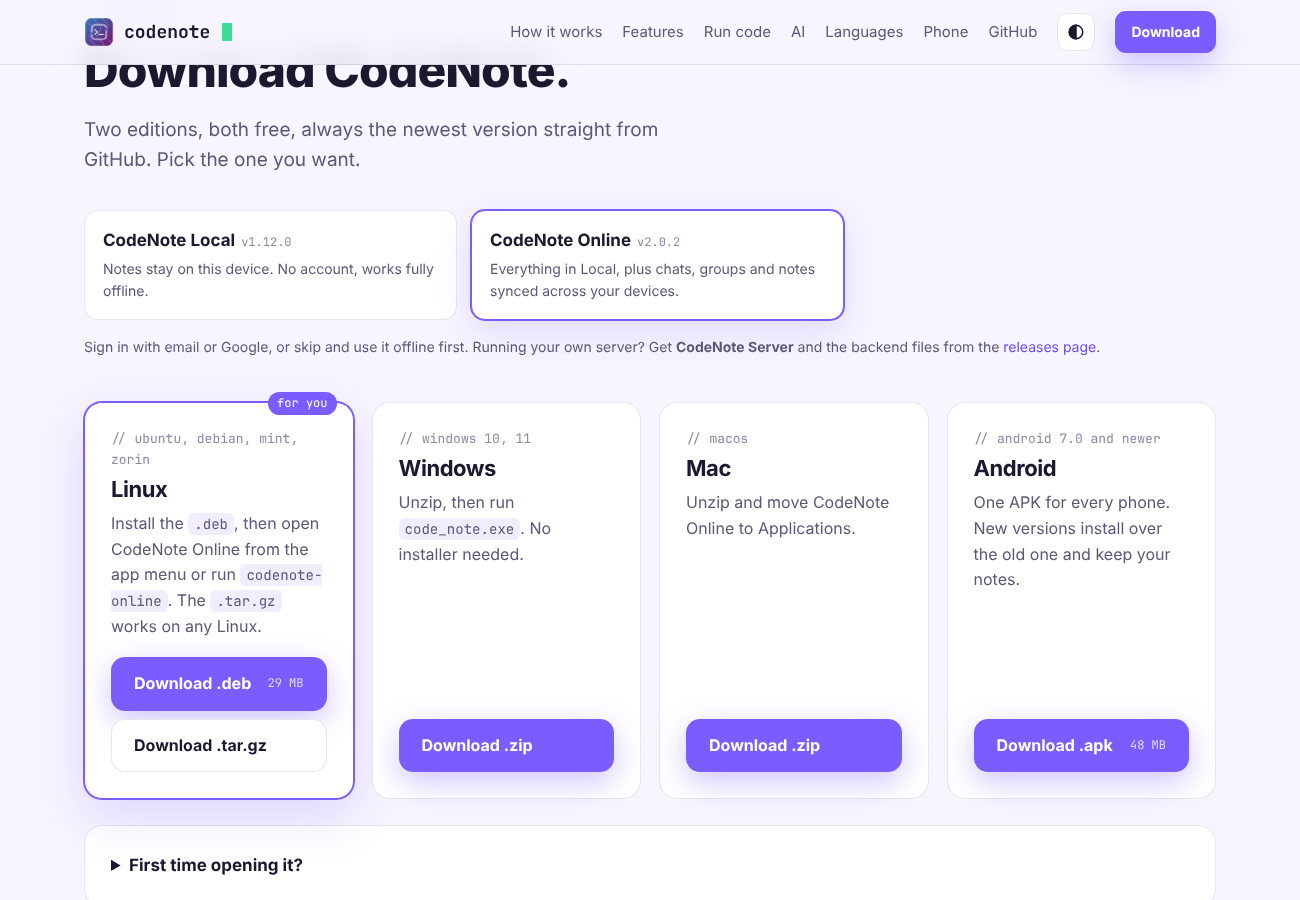 codenote
How it works
Features
Run code
AI
Languages
Phone
GitHub
Download
Download CodeNote.
Two editions, both free, always the newest version straight from
GitHub. Pick the one you want.
CodeNote Local v1.12.0
Notes stay on this device. No account, works fully
offline.
CodeNote Online v2.0.2
Everything in Local, plus chats, groups and notes
synced across your devices.
Sign in with email or Google, or skip and use it offline first. Running your own server? Get CodeNote Server and the backend files from the releases page.
for you
// ubuntu, debian, mint,
zorin
Linux
Install the .deb, then open
CodeNote Online from the
app menu or run codenote-
online. The .tar.gz
works on any Linux.
Download .deb 29 MB
Download .tar.gz
// windows 10, 11
Windows
Unzip, then run
code_note.exe. No
installer needed.
Download .zip
// macos
Mac
Unzip and move CodeNote
Online to Applications.
Download .zip
// android 7.0 and newer
Android
One APK for every phone.
New versions install over
the old one and keep your
notes.
Download .apk 48 MB
First time opening it?